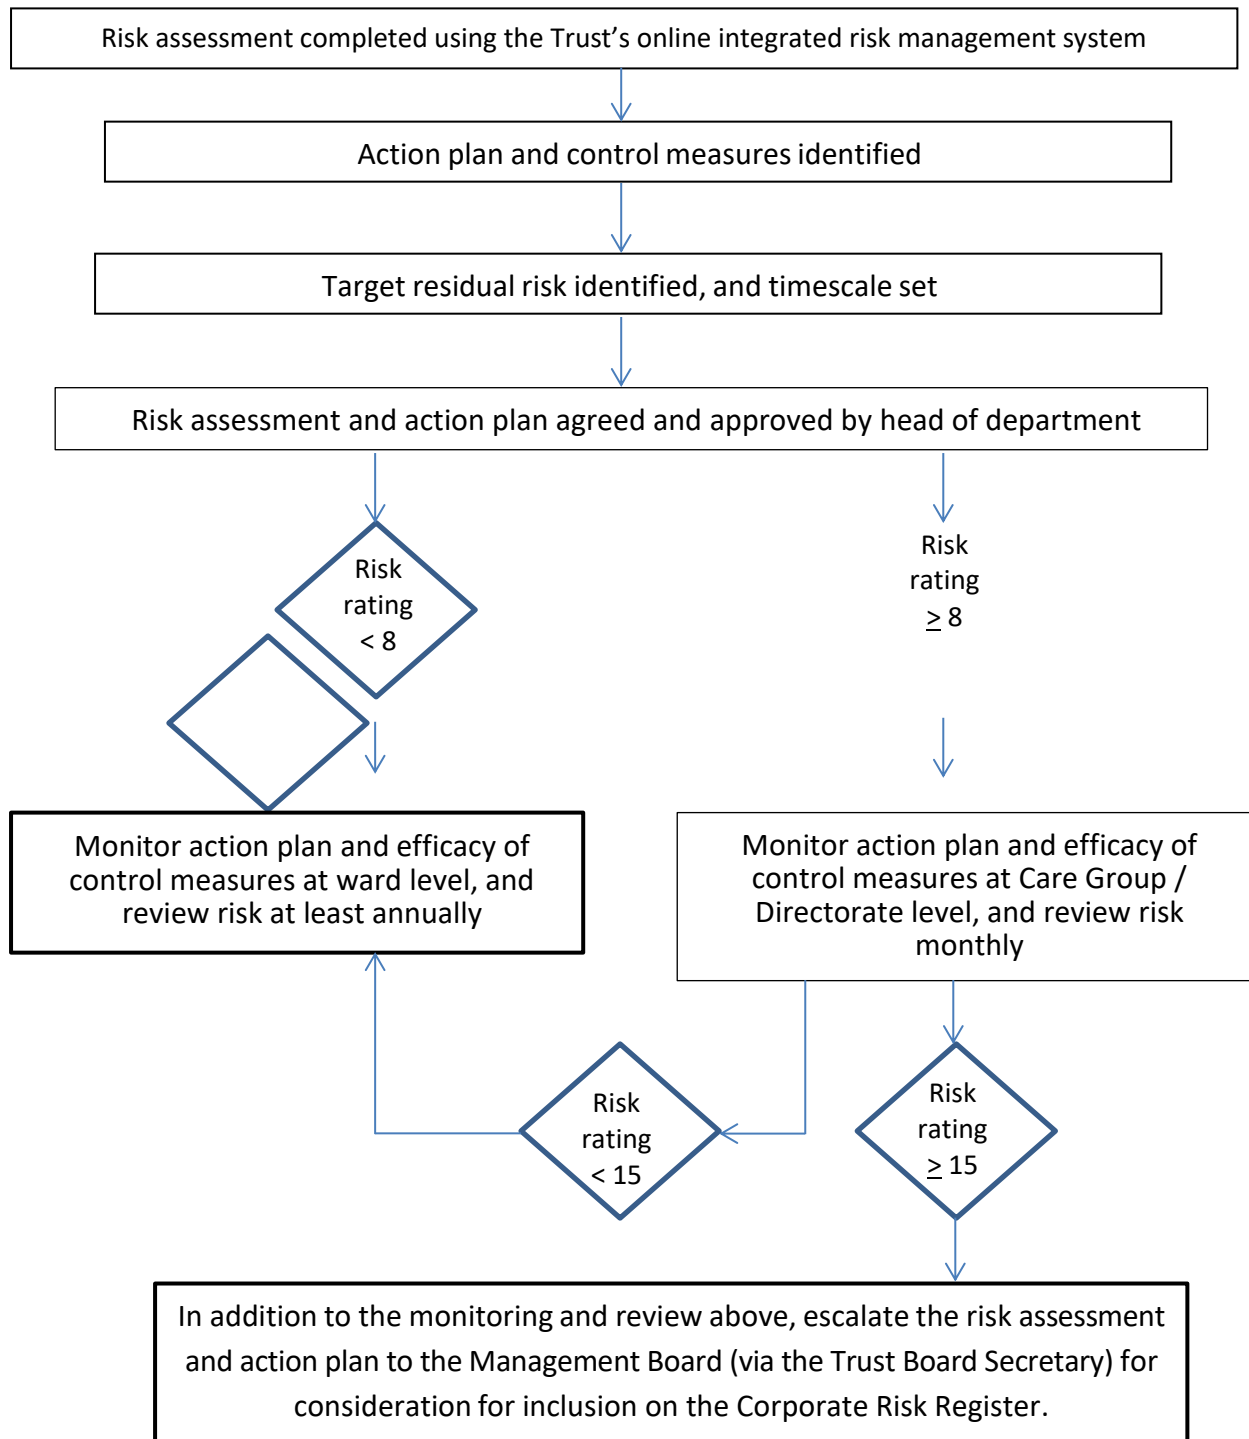 Risk assessment completed using the Trust’s online integrated risk management system
Action plan and control measures identified
Target residual risk identified, and timescale set
Risk assessment and action plan agreed and approved by head of department
Risk
rating
< 8
Risk
rating
≥ 8
Monitor action plan and efficacy of
control measures at ward level, and
review risk at least annually
Monitor action plan and efficacy of
control measures at Care Group /
Directorate level, and review risk
monthly
Risk
rating
< 15
Risk
rating
≥ 15
In addition to the monitoring and review above, escalate the risk assessment
and action plan to the Management Board (via the Trust Board Secretary) for
consideration for inclusion on the Corporate Risk Register.